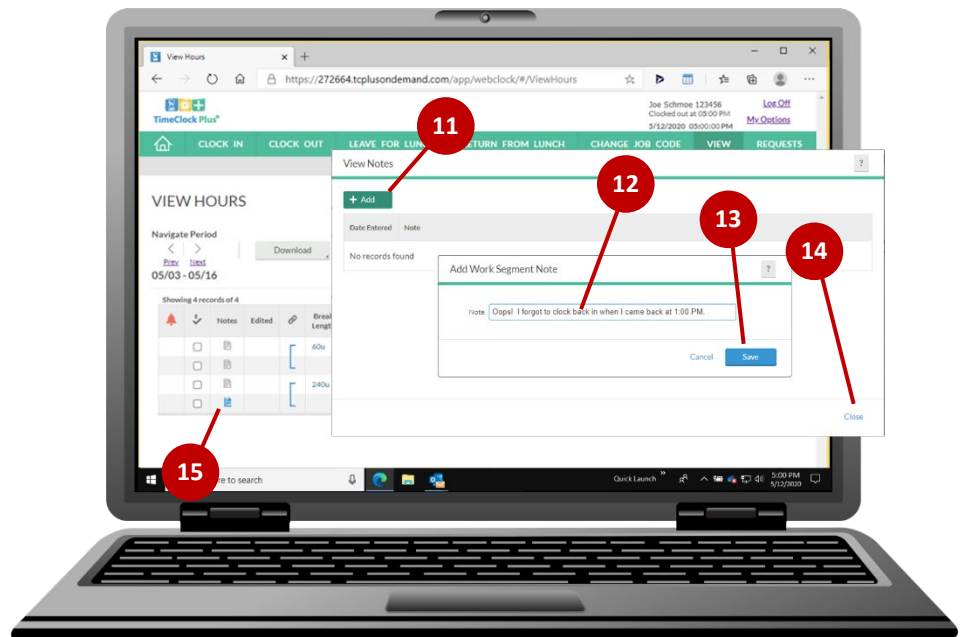 View Hours
https://272664.tcplusondemand.com/app/webclock/#/ViewHours
TimeClock Plus®
Joe Schmoe 123456
Clocked out at 05:00 PM
5/12/2020 05:00:00 PM
Log Off
My Options
CLOCK IN CLOCK OUT LEAVE FOR LUN ETURN FROM LUNCH CHANGE JOB CODE VIEW REQUESTS
11
View Notes ?
12
+ Add
VIEW HOURS
13
Date Entered Note
Navigate Period
< >
Prev Next
Download
No records found
14
05/03 - 05/16
Add Work Segment Note ?
Showing 4 records of 4
Notes Edited Break Lengt
Note Oops! I forgot to clock back in when I came back at 1:00 PM.
60u
Cancel Save
240u
Close
15
re to search
Quick Launch »
5:00 PM
5/12/2020